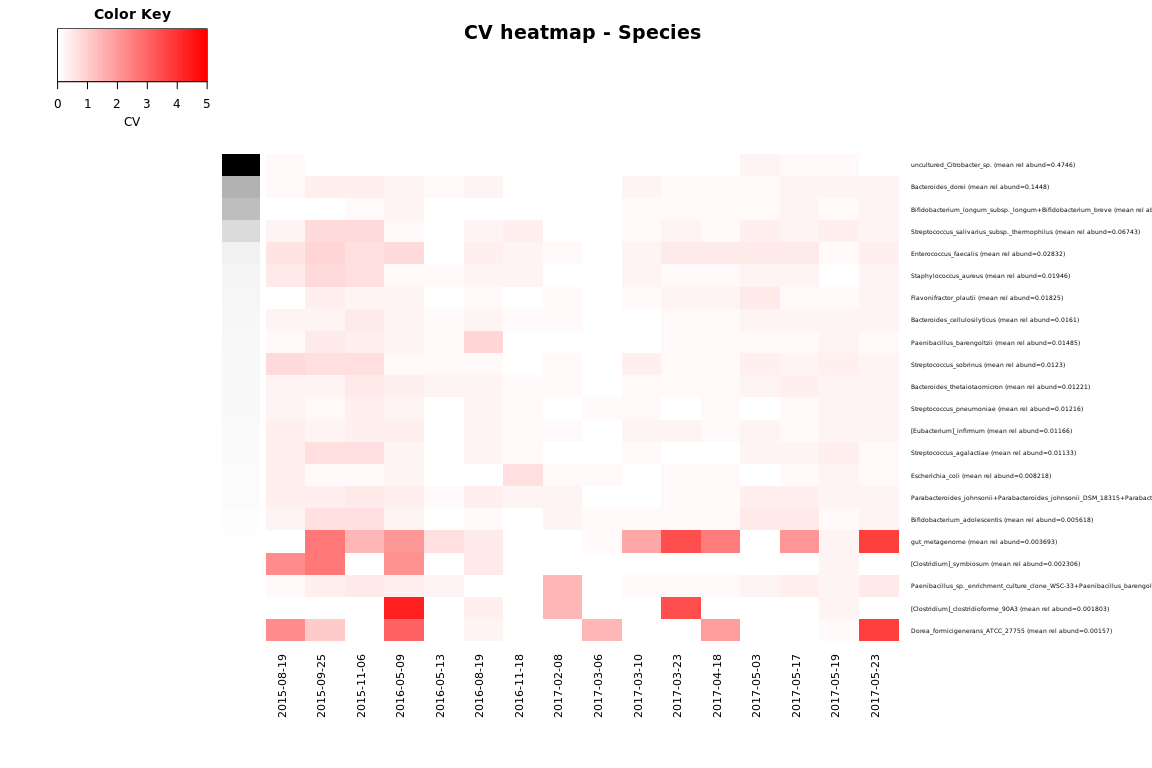 Color Key
0 1 2 3 4 5
CV
CV heatmap - Species
uncultured_Citrobacter_sp. (mean rel abund=0.4746)
Bacteroides_dorei (mean rel abund=0.1448)
Bifidobacterium_longum_subsp._longum+Bifidobacterium_breve (mean rel ab
Streptococcus_salivarius_subsp._thermophilus (mean rel abund=0.06743)
Enterococcus_faecalis (mean rel abund=0.02832)
Staphylococcus_aureus (mean rel abund=0.01946)
Flavonifractor_plautii (mean rel abund=0.01825)
Bacteroides_cellulosilyticus (mean rel abund=0.0161)
Paenibacillus_barengoltzii (mean rel abund=0.01485)
Streptococcus_sobrinus (mean rel abund=0.0123)
Bacteroides_thetaiotaomicron (mean rel abund=0.01221)
Streptococcus_pneumoniae (mean rel abund=0.01216)
[Eubacterium]_infirmum (mean rel abund=0.01166)
Streptococcus_agalactiae (mean rel abund=0.01133)
Escherichia_coli (mean rel abund=0.008218)
Parabacteroides_johnsonii+Parabacteroides_johnsonii_DSM_18315+Parabact
Bifidobacterium_adolescentis (mean rel abund=0.005618)
gut_metagenome (mean rel abund=0.003693)
[Clostridium]_symbiosum (mean rel abund=0.002306)
Paenibacillus_sp._enrichment_culture_clone_WSC-33+Paenibacillus_barengol
[Clostridium]_clostridioforme_90A3 (mean rel abund=0.001803)
Dorea_formicigenerans_ATCC_27755 (mean rel abund=0.00157)
2015-08-19
2015-09-25
2015-11-06
2016-05-09
2016-05-13
2016-08-19
2016-11-18
2017-02-08
2017-03-06
2017-03-10
2017-03-23
2017-04-18
2017-05-03
2017-05-17
2017-05-19
2017-05-23